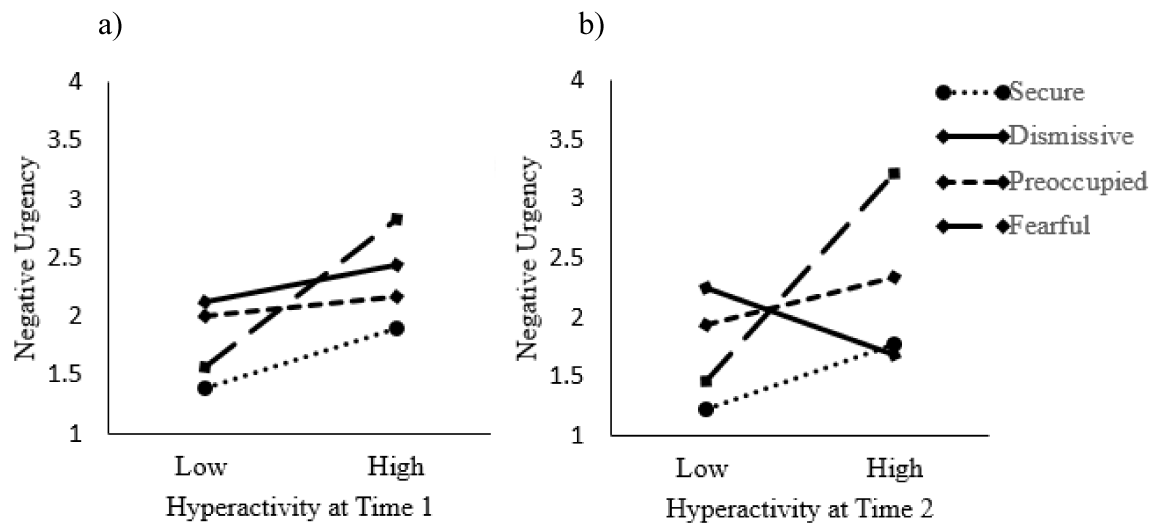 a)
4
3.5
3
2.5
2
1.5
1
Negative Urgency
Low High
Hyperactivity at Time 1
b)
4
3.5
3
2.5
2
1.5
1
Negative Urgency
Low High
Hyperactivity at Time 2
Secure
Dismissive
Preoccupied
Fearful